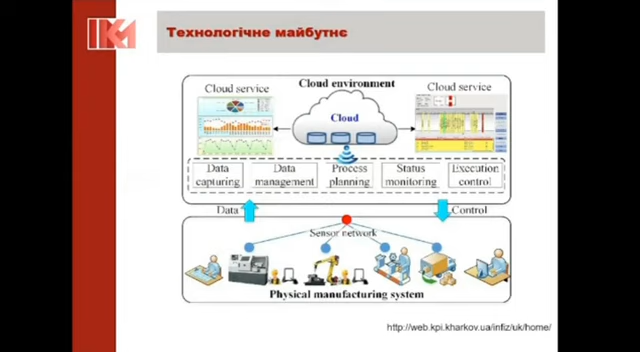 ІКМ
Технологічне майбутнє
Cloud environment
Cloud service
Cloud service
Cloud
Data capturing
Data management
Process planning
Status monitoring
Execution control
Data
Control
Sensor network
Physical manufacturing system
http://web.kpi.kharkov.ua/infiz/uk/home/